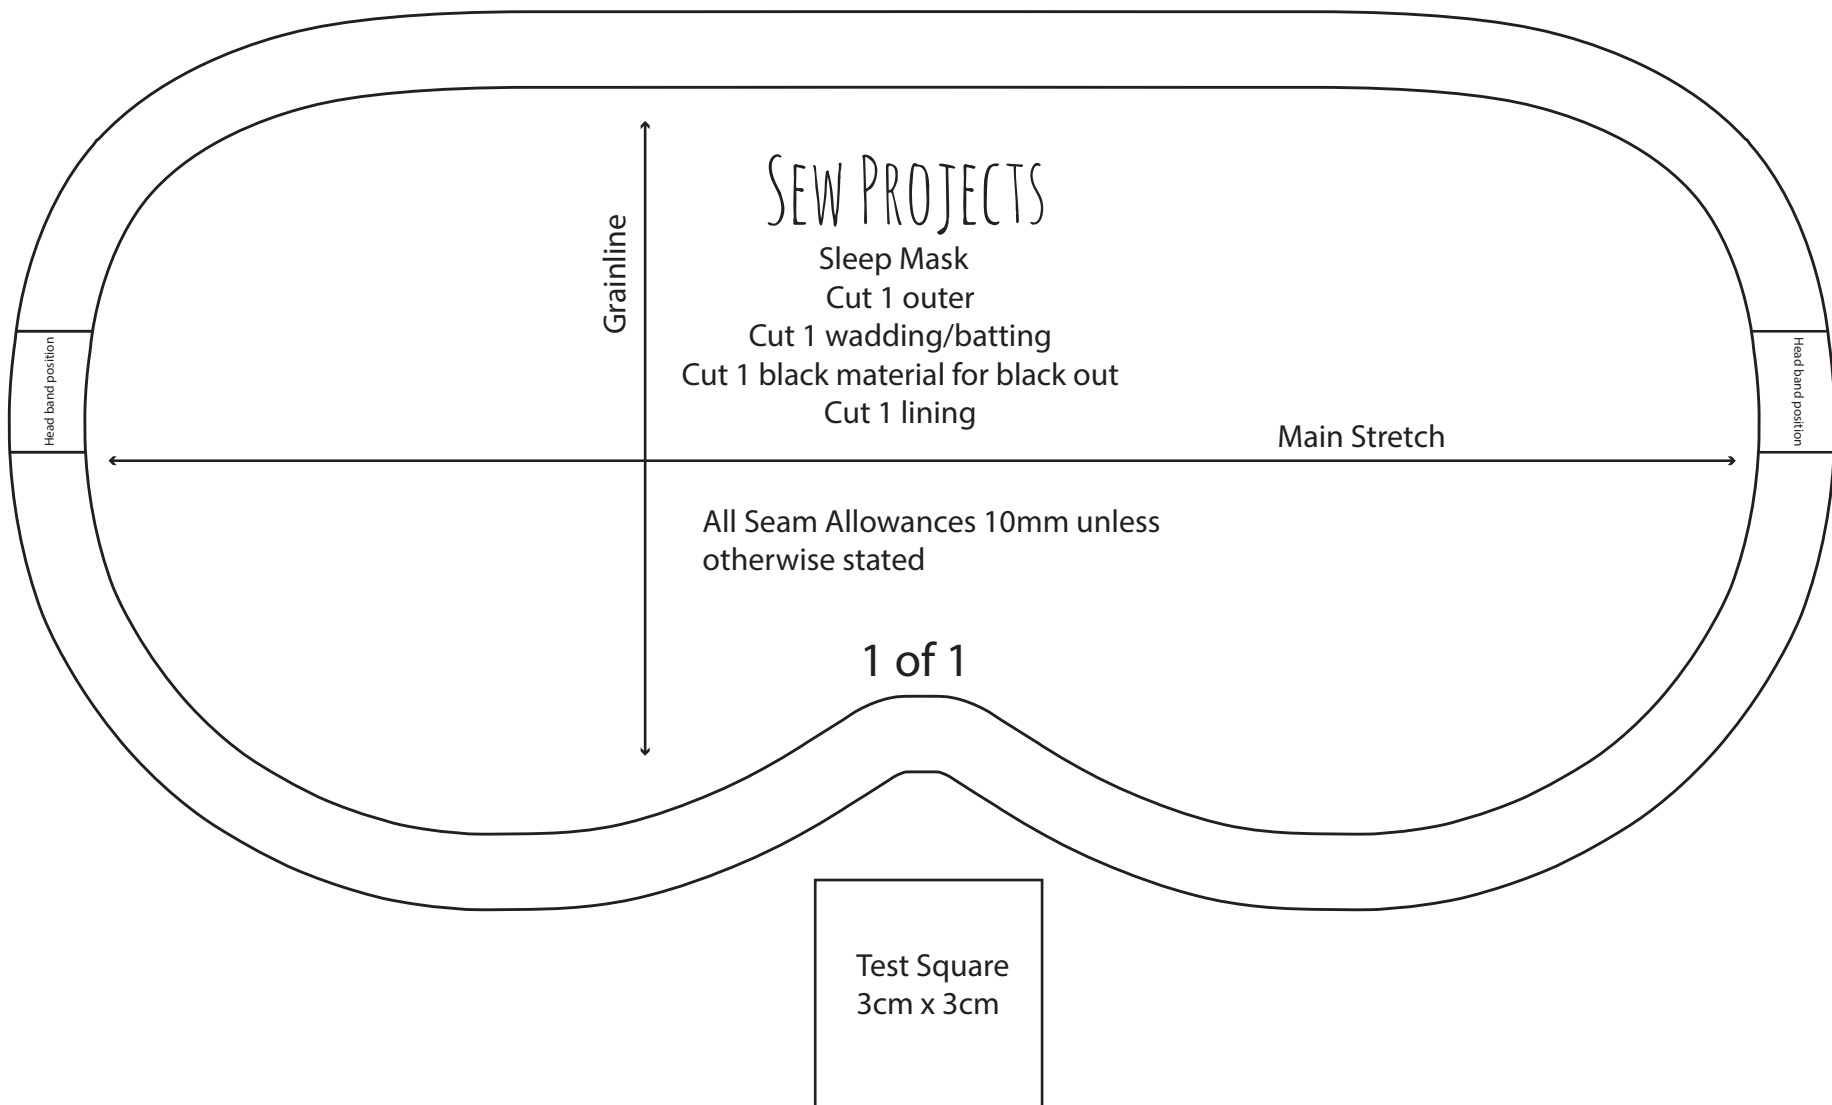 SEW PROJECTS
Sleep Mask
Cut 1 outer
Cut 1 wadding/batting
Cut 1 black material for black out
Cut 1 lining
Grainline
Head band position
Head band position
Main Stretch
All Seam Allowances 10mm unless
otherwise stated
1 of 1
Test Square
3cm x 3cm